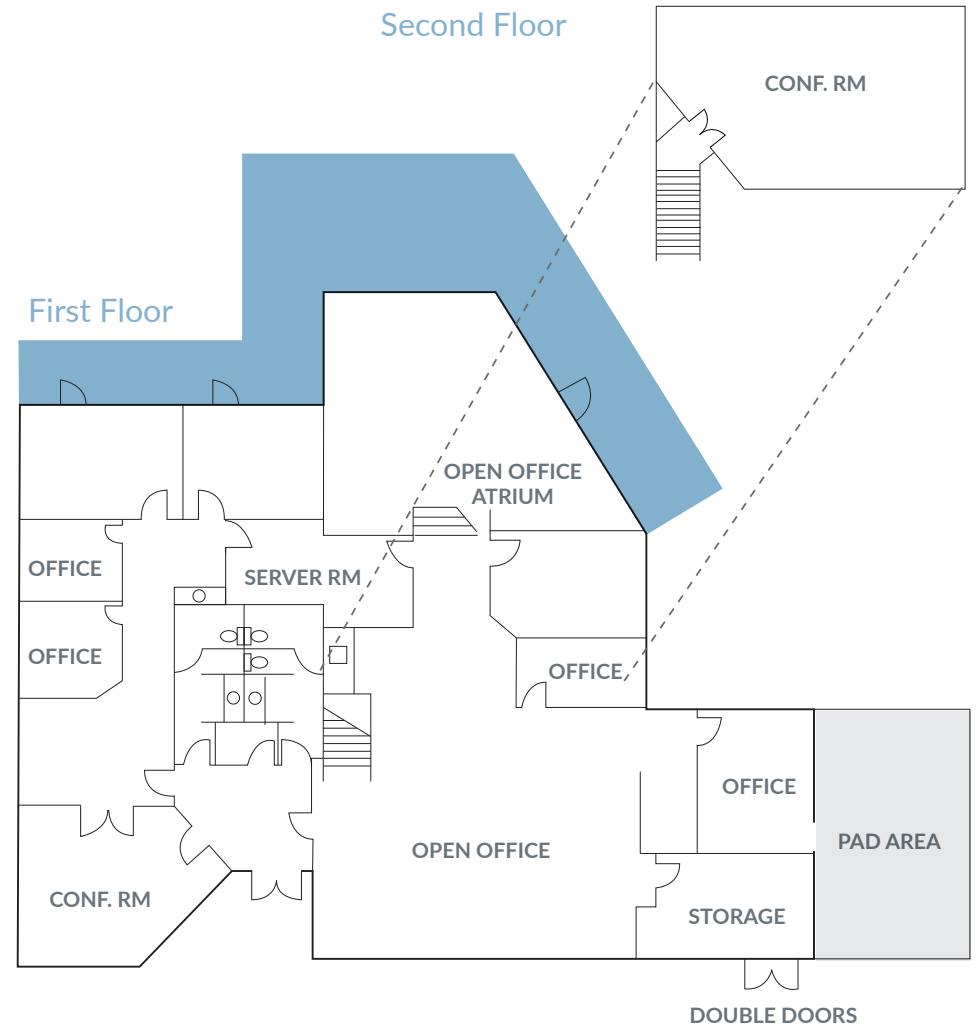 Second Floor
CONF. RM
First Floor
OPEN OFFICE
ATRIUM
OFFICE
SERVER RM
OFFICE
OFFICE
OFFICE
PAD AREA
OPEN OFFICE
CONF. RM
STORAGE
DOUBLE DOORS